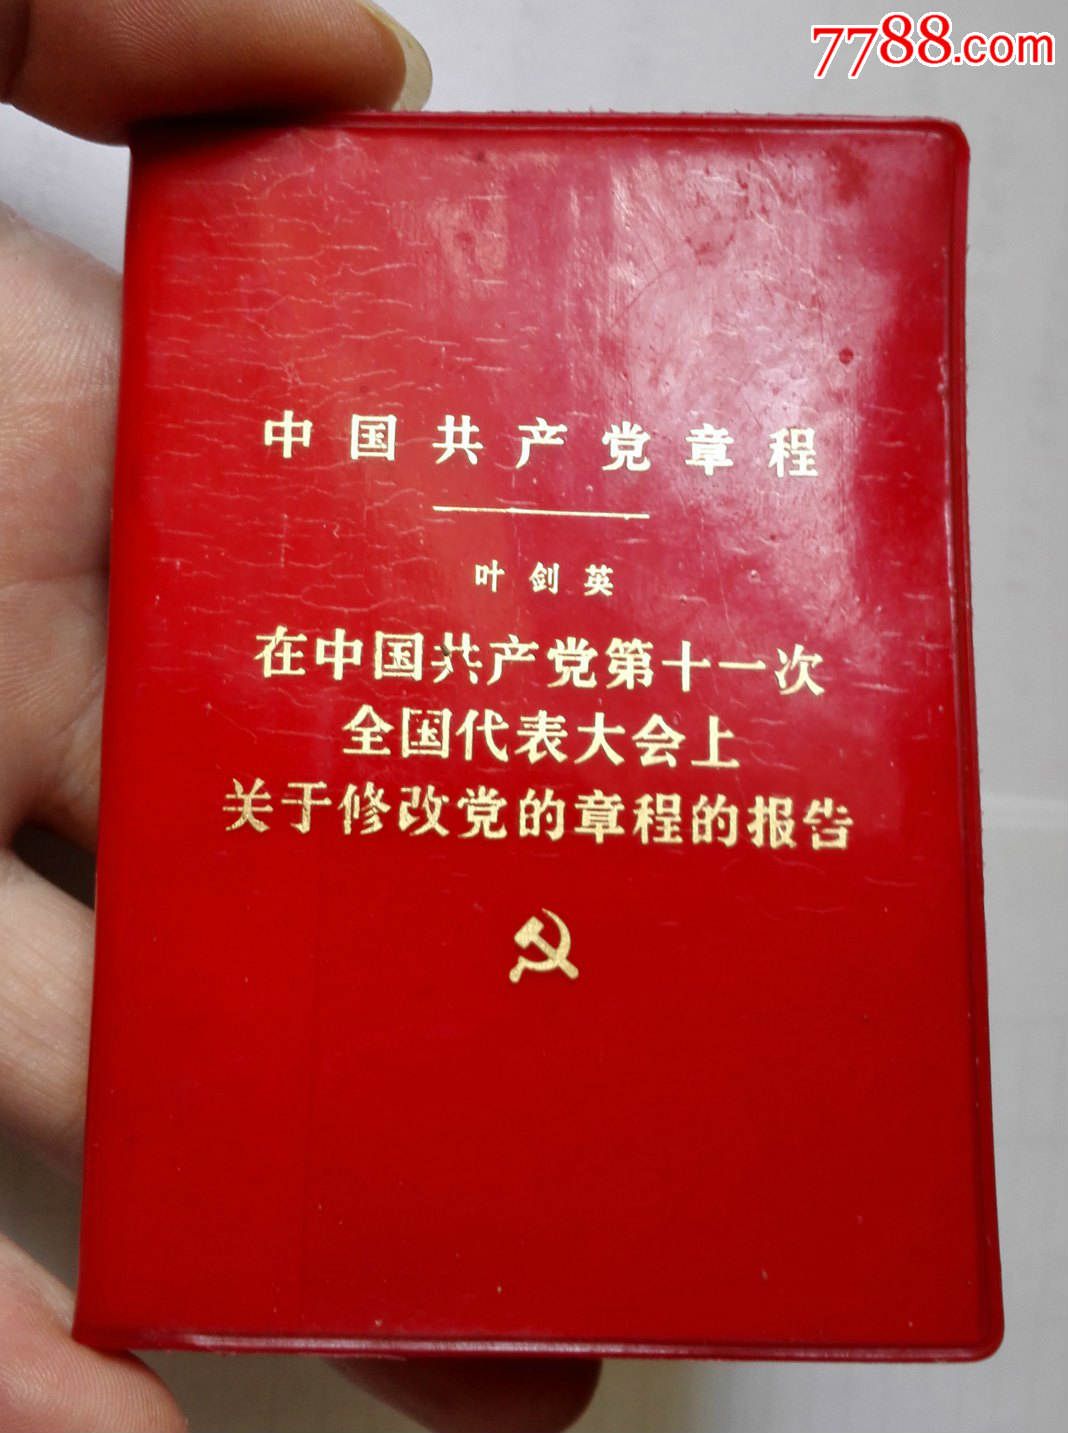 7788.com
中国共产党章程
叶剑英
在中国共产党第十一次
全国代表大会上
关于修改党的章程的报告